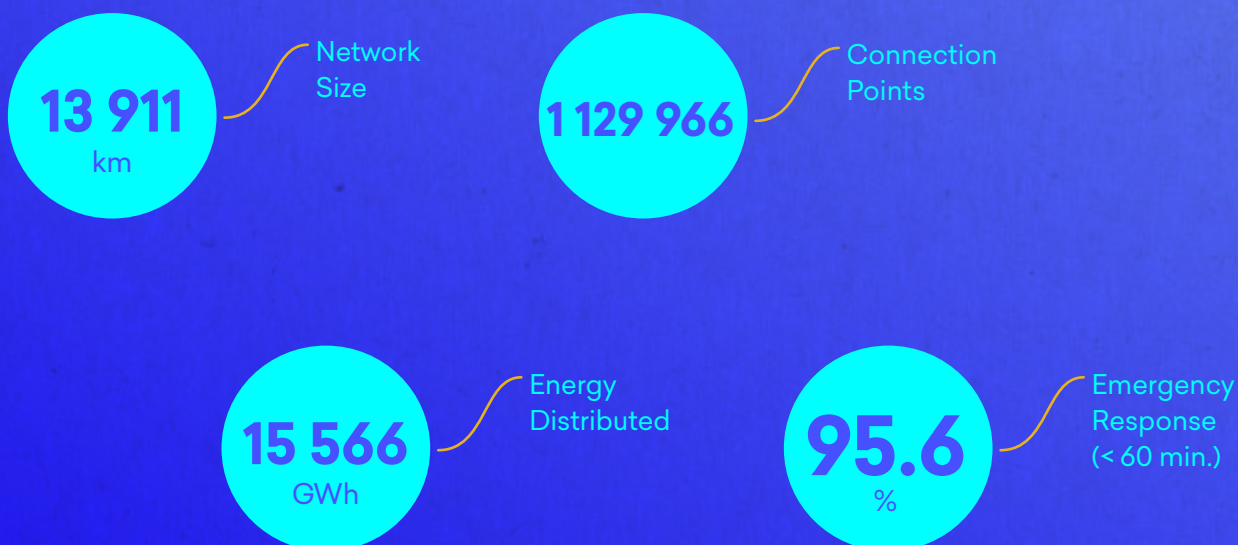 13 911
km
Network
Size
1 129 966
Connection
Points
15 566
GWh
Energy
Distributed
95.6
%
Emergency
Response
(< 60 min.)